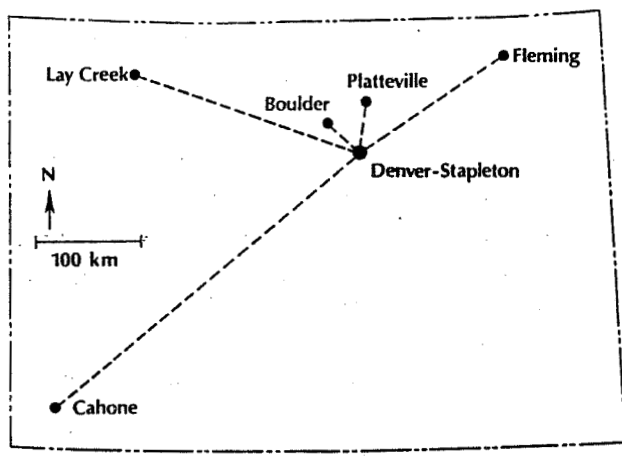 Fleming
Lay Creek
Platteville
Boulder
Denver-Stapleton
N
100 km
Cahone